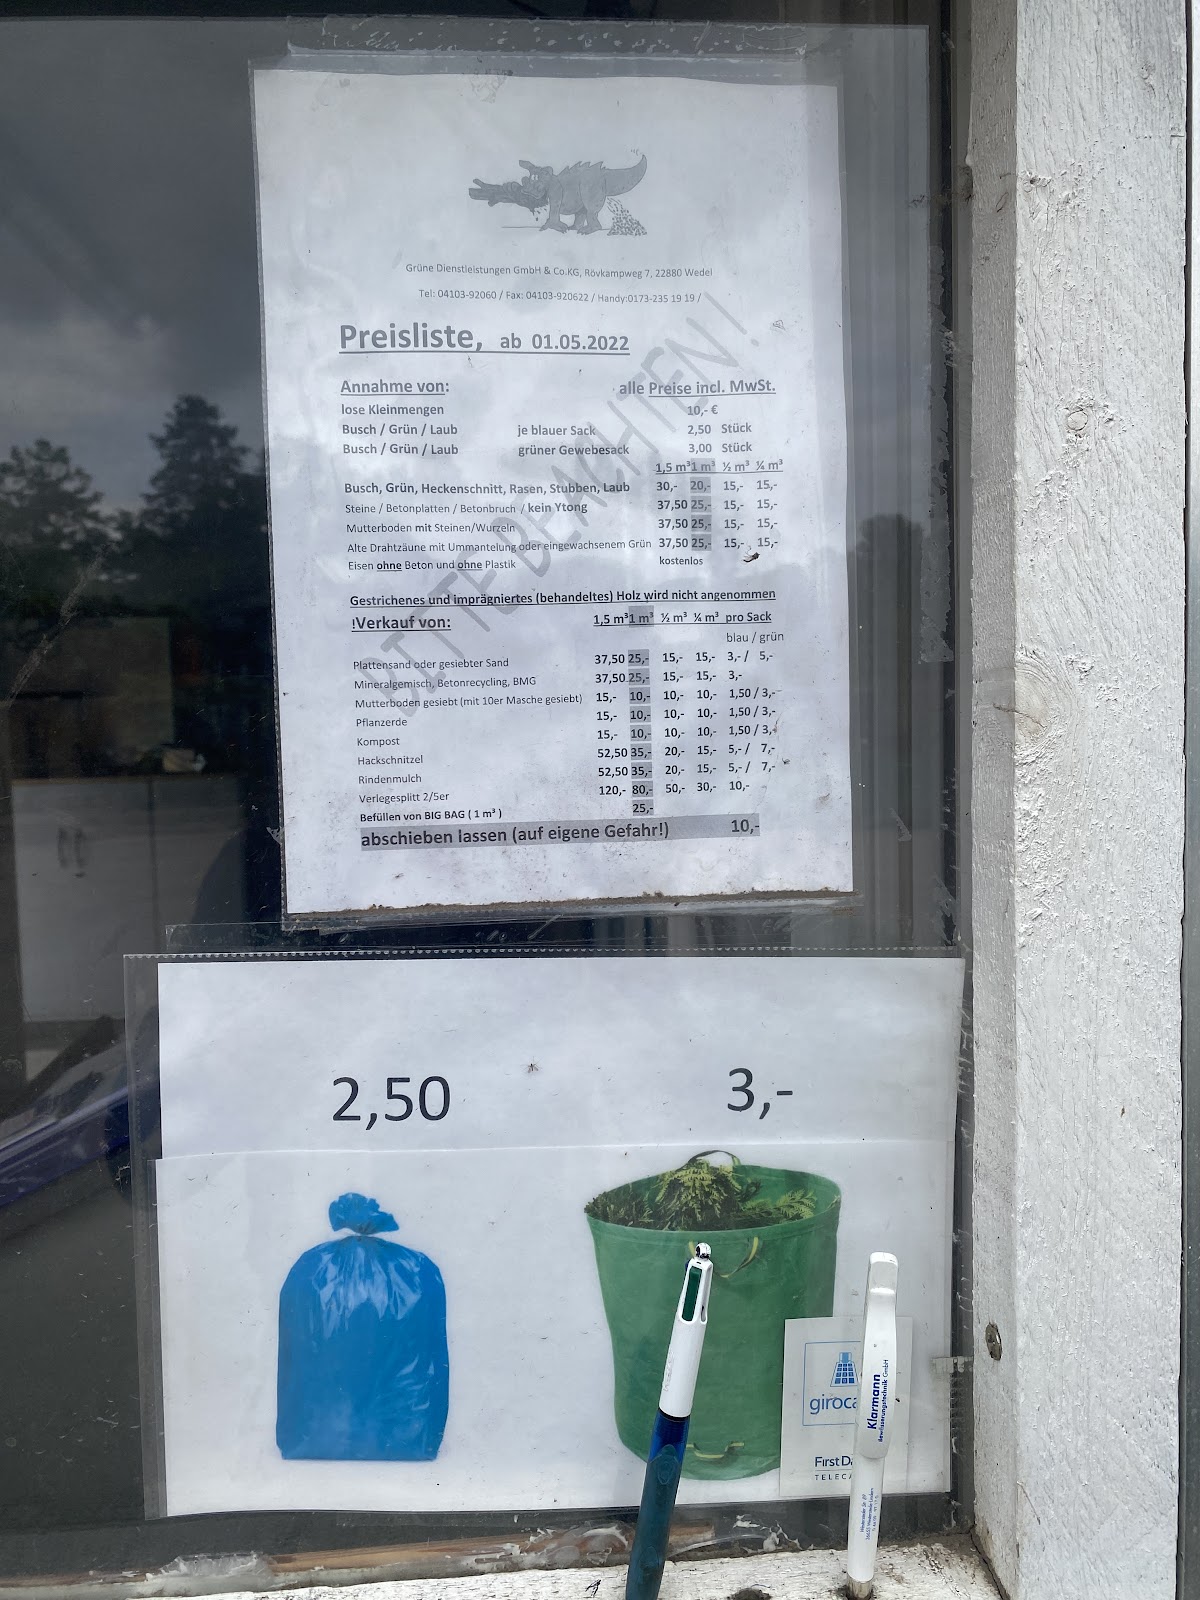 Grüne Dienstleistungen GmbH & Co.KG, Rövkampweg 7, 22880 Wedel
Tel: 04103-92060 / Fax: 04103-920622 / Handy:0173-235 19 19 /
BITTE BEACHTEN!
Preisliste, ab 01.05.2022
Annahme von: alle Preise incl. MwSt.
lose Kleinmengen 10,- €
Busch / Grün / Laub je blauer Sack 2,50 Stück
Busch / Grün / Laub grüner Gewebesack 3,00 Stück
1,5 m³ 1 m³ ½ m³ ¼ m³
Busch, Grün, Heckenschnitt, Rasen, Stubben, Laub 30,- 20,- 15,- 15,-
Steine / Betonplatten / Betonbruch / kein Ytong 37,50 25,- 15,- 15,-
Mutterboden mit Steinen/Wurzeln 37,50 25,- 15,- 15,-
Alte Drahtzäune mit Ummantelung oder eingewachsenem Grün 37,50 25,- 15,- 15,-
Eisen ohne Beton und ohne Plastik kostenlos
Gestrichenes und imprägniertes (behandeltes) Holz wird nicht angenommen
!Verkauf von: 1,5 m³ 1 m³ ½ m³ ¼ m³ pro Sack
blau / grün
Plattensand oder gesiebter Sand 37,50 25,- 15,- 15,- 3,- / 5,-
Mineralgemisch, Betonrecycling, BMG 37,50 25,- 15,- 15,- 3,-
Mutterboden gesiebt (mit 10er Masche gesiebt) 15,- 10,- 10,- 10,- 1,50 / 3,-
Pflanzerde 15,- 10,- 10,- 10,- 1,50 / 3,-
Kompost 15,- 10,- 10,- 10,- 1,50 / 3,-
Hackschnitzel 52,50 35,- 20,- 15,- 5,- / 7,-
Rindenmulch 52,50 35,- 20,- 15,- 5,- / 7,-
Verlegesplitt 2/5er 120,- 80,- 50,- 30,- 10,-
Befüllen von BIG BAG ( 1 m³ ) 25,-
abschieben lassen (auf eigene Gefahr!) 10,-
2,50 3,-
giroca
First Da
TELECA
Klarmann
Bewässerungstechnik GmbH